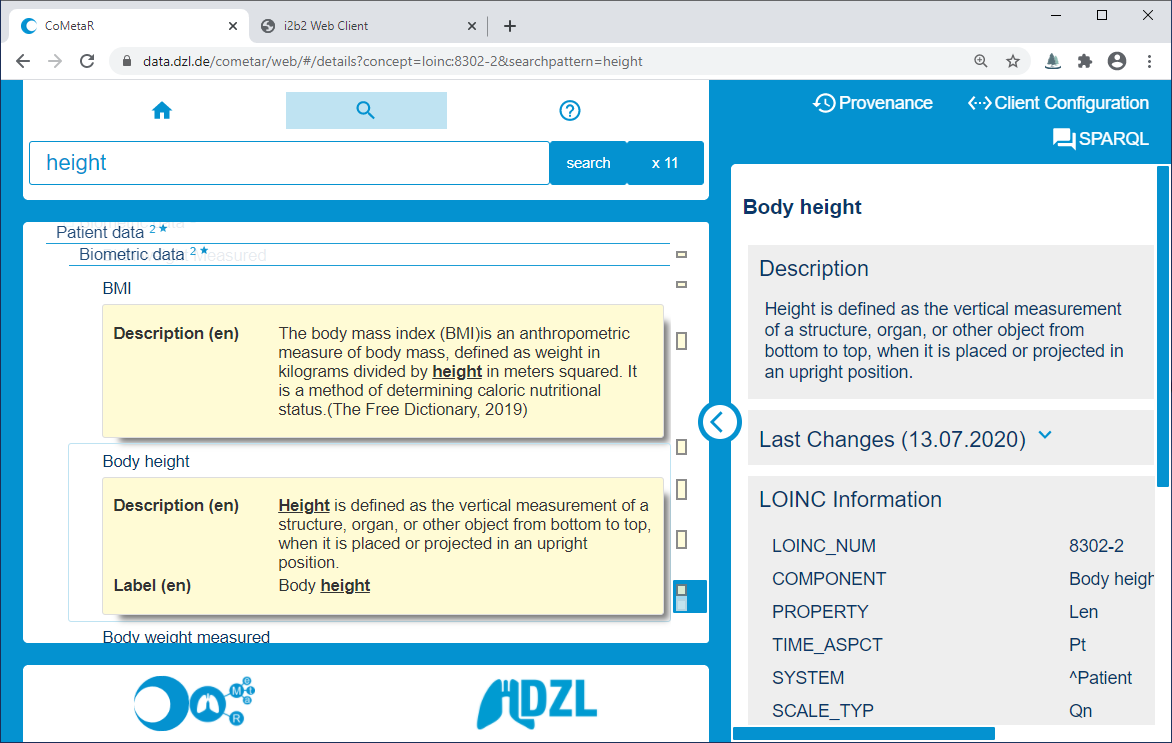 CoMetaR
i2b2 Web Client
data.dzl.de/cometar/web/#/details?concept=loinc:8302-2&searchpattern=height
height
search
x 11
Patient data 2 ★
Biometric data 2 ★
BMI
Description (en)
The body mass index (BMI)is an anthropometric
measure of body mass, defined as weight in
kilograms divided by height in meters squared. It
is a method of determining caloric nutritional
status.(The Free Dictionary, 2019)
Body height
Description (en)
Height is defined as the vertical measurement of a
structure, organ, or other object from bottom to top,
when it is placed or projected in an upright
position.
Label (en)
Body height
Body weight measured
M e t a
R
DZL
Provenance
Client Configuration
SPARQL
Body height
Description
Height is defined as the vertical measurement
of a structure, organ, or other object from
bottom to top, when it is placed or projected in
an upright position.
Last Changes (13.07.2020)
LOINC Information
LOINC_NUM 8302-2
COMPONENT Body heigh
PROPERTY Len
TIME_ASPCT Pt
SYSTEM ^Patient
SCALE_TYP Qn